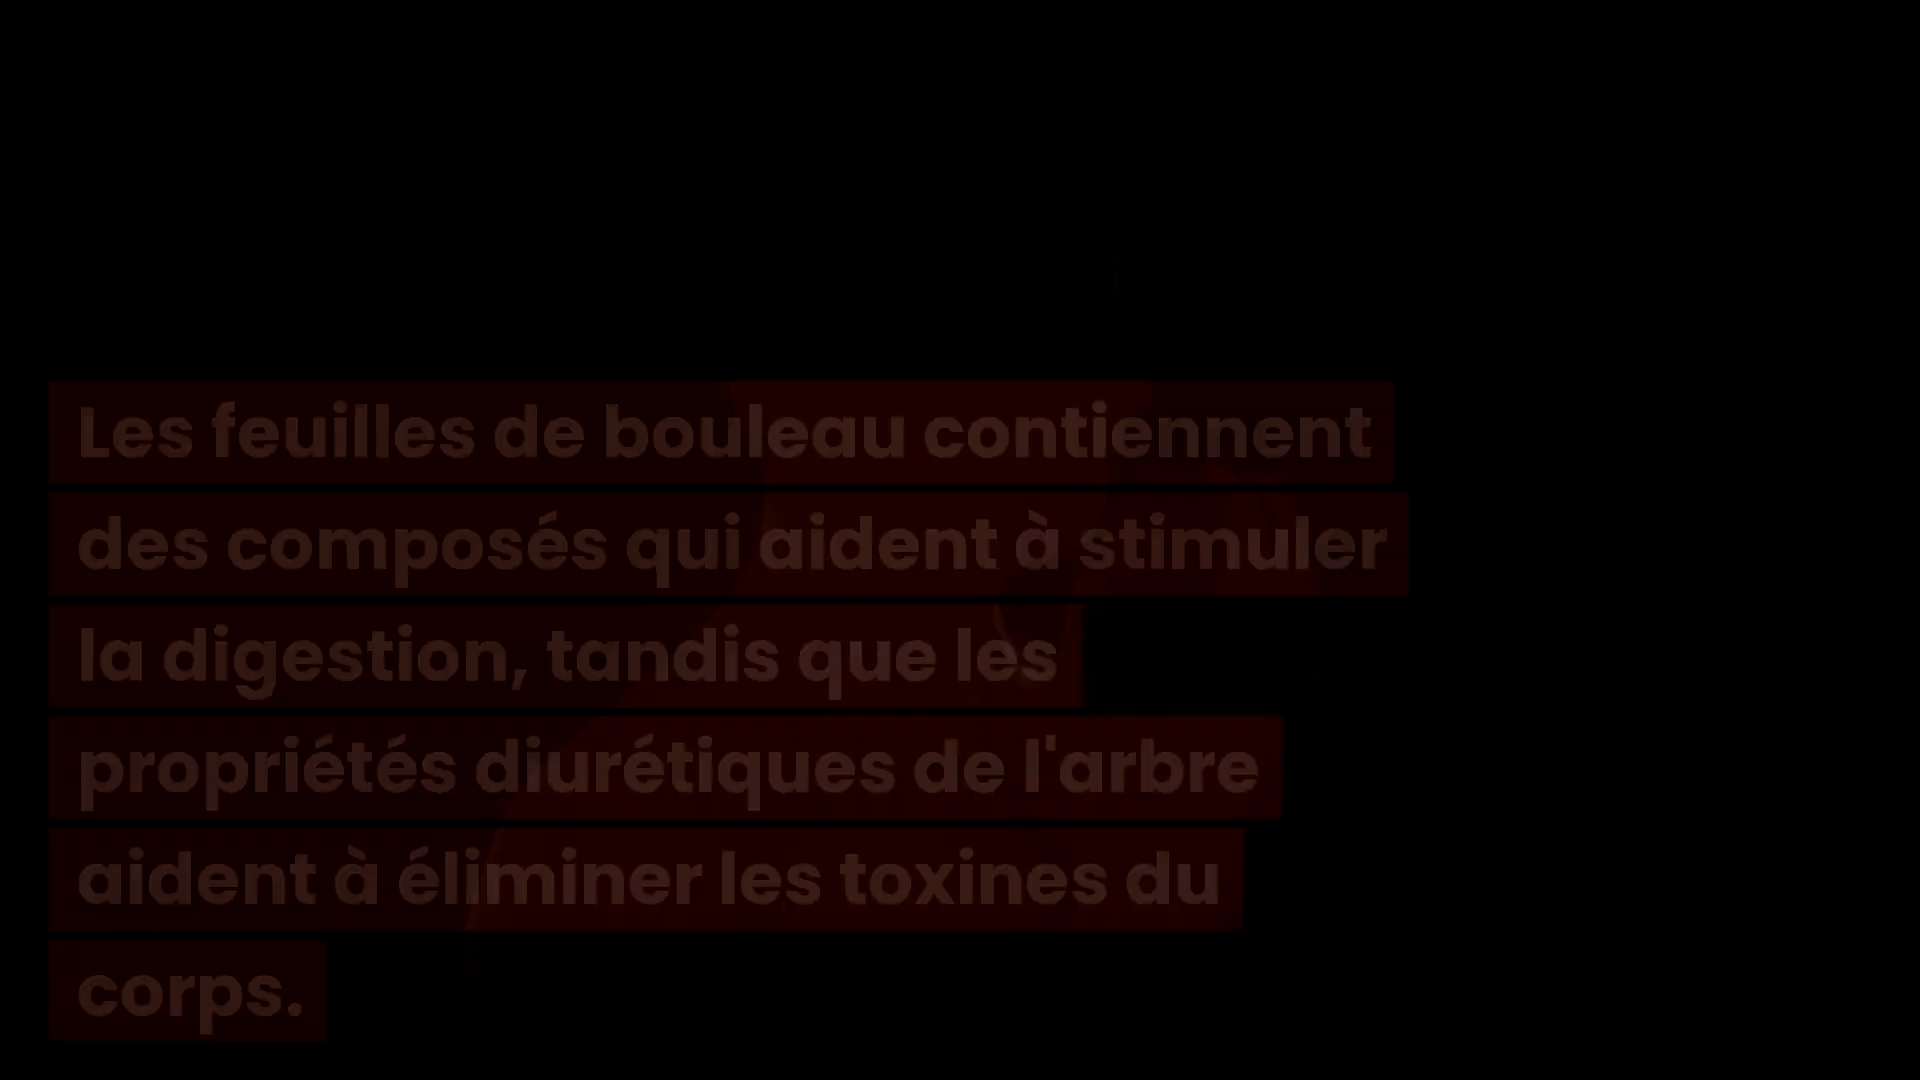 Les feuilles de bouleau contiennent
des composés qui aident à stimuler
la digestion, tandis que les
propriétés diurétiques de l'arbre
aident à éliminer les toxines du
corps.